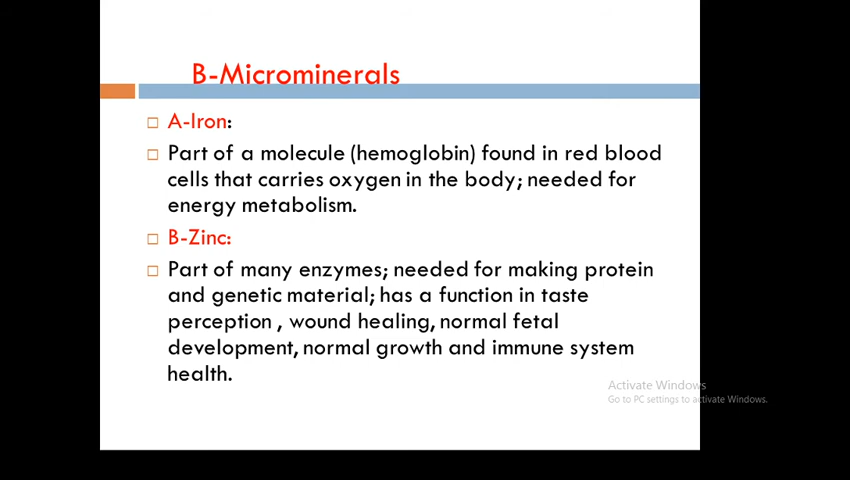 B-Microminerals
A-Iron:
Part of a molecule (hemoglobin) found in red blood
cells that carries oxygen in the body; needed for
energy metabolism.
B-Zinc:
Part of many enzymes; needed for making protein
and genetic material; has a function in taste
perception , wound healing, normal fetal
development, normal growth and immune system
health.
Activate Windows
Go to PC settings to activate Windows.